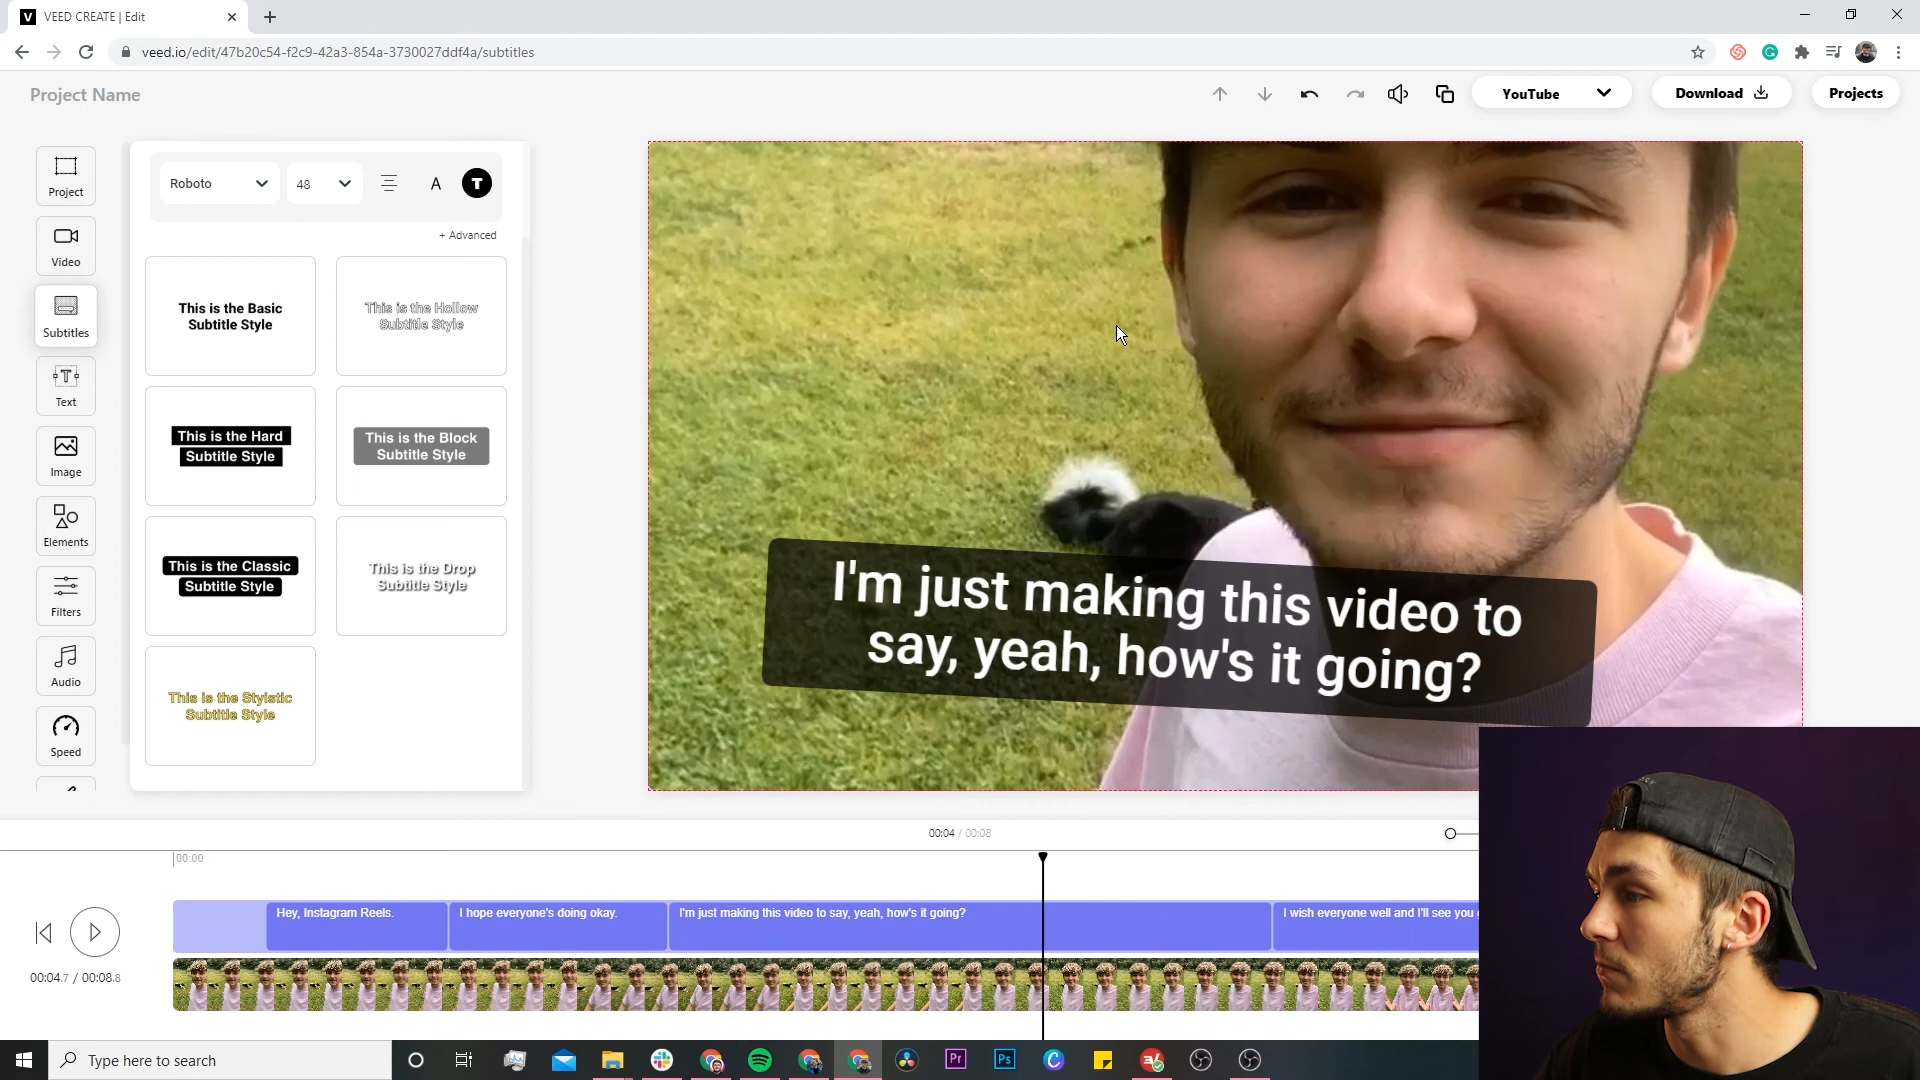 VEED CREATE | Edit
veed.io/edit/47b20c54-f2c9-42a3-854a-3730027ddf4a/subtitles
Project Name
YouTube
Download
Projects
Project
Video
Subtitles
Text
Image
Elements
Filters
Audio
Speed
Roboto
48
A
T
+ Advanced
This is the Basic
Subtitle Style
This is the Hollow
Subtitle Style
This is the Hard
Subtitle Style
This is the Block
Subtitle Style
This is the Classic
Subtitle Style
This is the Drop
Subtitle Style
This is the Stylstic
Subtitle Style
I'm just making this video to
say, yeah, how's it going?
00:04 / 00:08
00:00
Hey, Instagram Reels.
I hope everyone's doing okay.
I'm just making this video to say, yeah, how's it going?
I wish everyone well and I'll see you
00:04.7 / 00:08.8
Type here to search
Pr
Ps